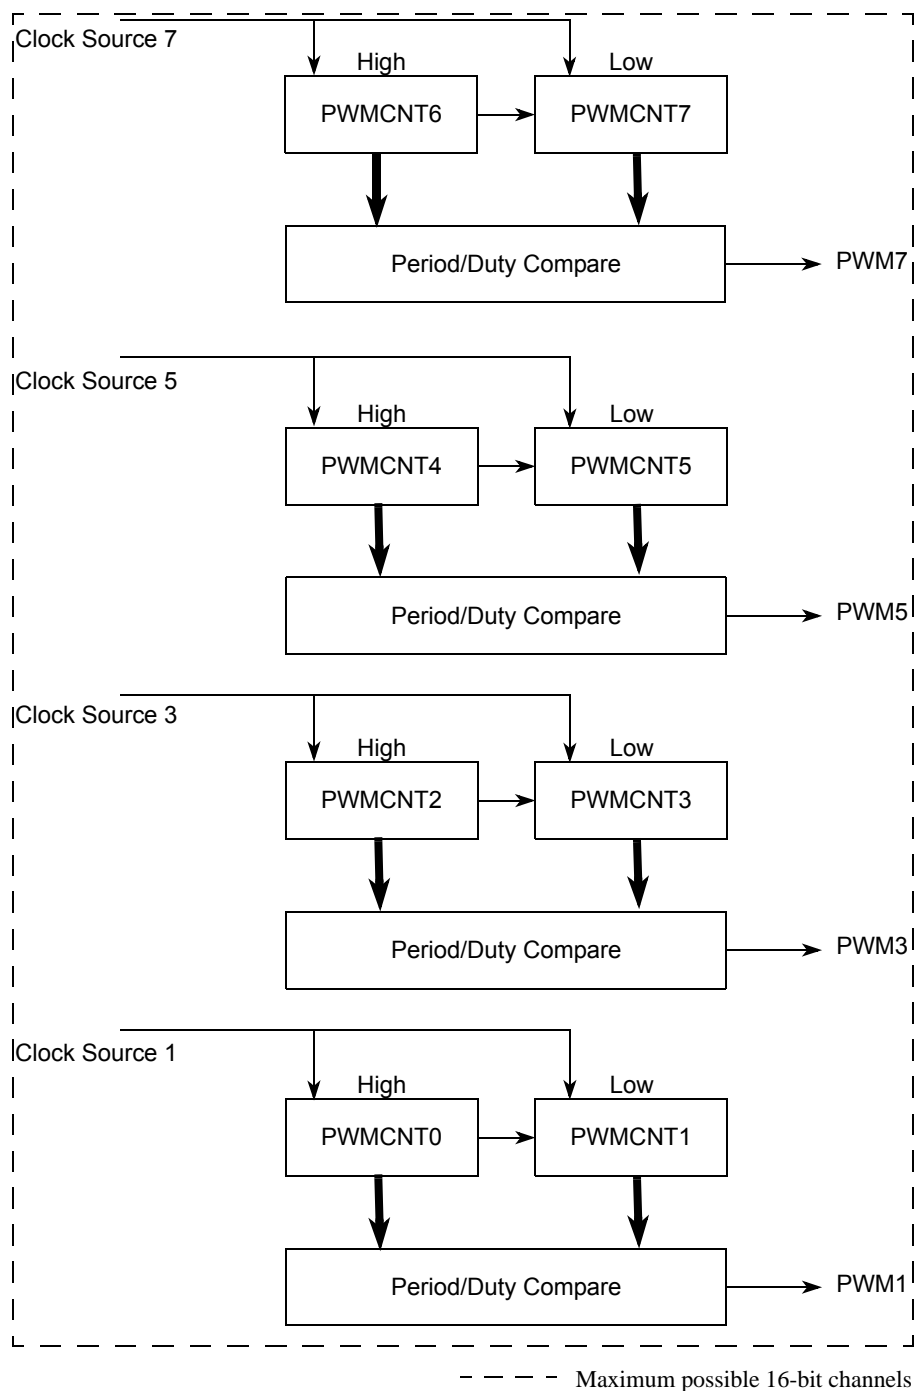 Clock Source 7
High Low
PWMCNT6 PWMCNT7
Period/Duty Compare PWM7
Clock Source 5
High Low
PWMCNT4 PWMCNT5
Period/Duty Compare PWM5
Clock Source 3
High Low
PWMCNT2 PWMCNT3
Period/Duty Compare PWM3
Clock Source 1
High Low
PWMCNT0 PWMCNT1
Period/Duty Compare PWM1
Maximum possible 16-bit channels